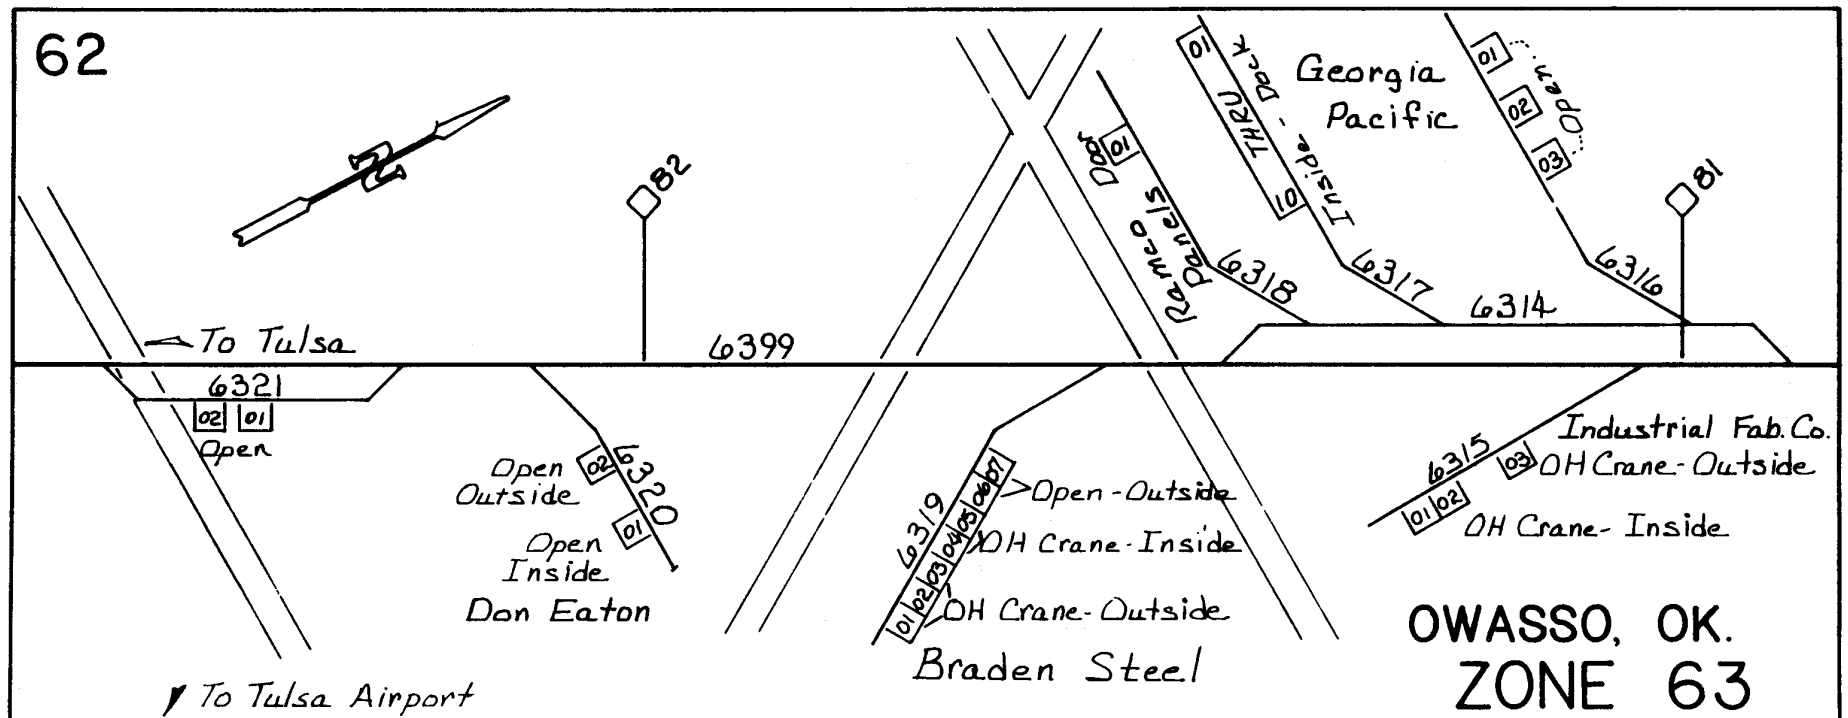 62
N
82
81
Georgia
Pacific
Inside - Dock
01 THRU 10
Open
01
02
03
Rameo Door
Panels
01
6318
6317
6316
6314
6399
To Tulsa
6321
02 01
Open
6320
Open
Outside
02
Open
Inside
01
Don Eaton
6319
01 02 03 04 05 06 07
Open - Outside
OH Crane - Inside
OH Crane - Outside
Braden Steel
6315
Industrial Fab. Co.
03 OH Crane - Outside
01 02
OH Crane - Inside
To Tulsa Airport
OWASSO, OK.
ZONE 63